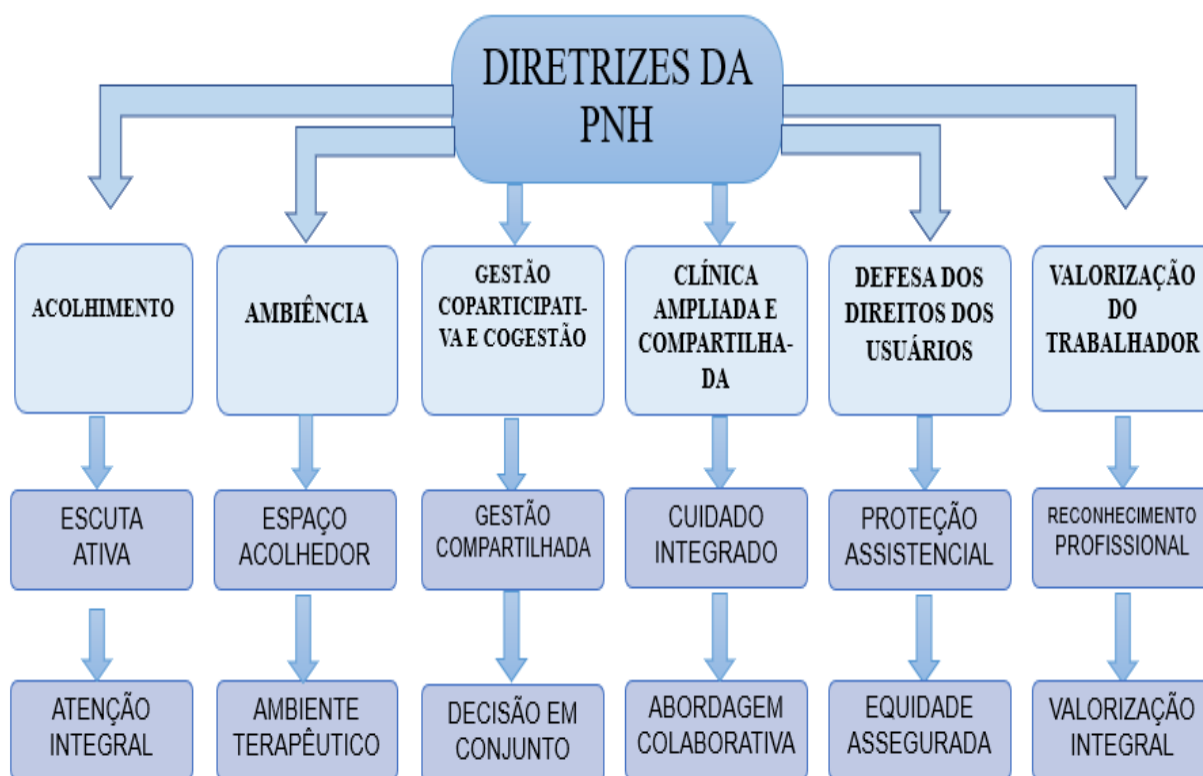 DIRETRIZES DA
PNH
ACOLHIMENTO
AMBIÊNCIA
GESTÃO
COPARTICIPATI-
VA E COGESTÃO
CLÍNICA
AMPLIADA E
COMPARTILHA-
DA
DEFESA DOS
DIREITOS DOS
USUÁRIOS
VALORIZAÇÃO
DO
TRABALHADOR
ESCUTA
ATIVA
ESPAÇO
ACOLHEDOR
GESTÃO
COMPARTILHADA
CUIDADO
INTEGRADO
PROTEÇÃO
ASSISTENCIAL
RECONHECIMENTO
PROFISSIONAL
ATENÇÃO
INTEGRAL
AMBIENTE
TERAPÊUTICO
DECISÃO EM
CONJUNTO
ABORDAGEM
COLABORATIVA
EQUIDADE
ASSEGURADA
VALORIZAÇÃO
INTEGRAL